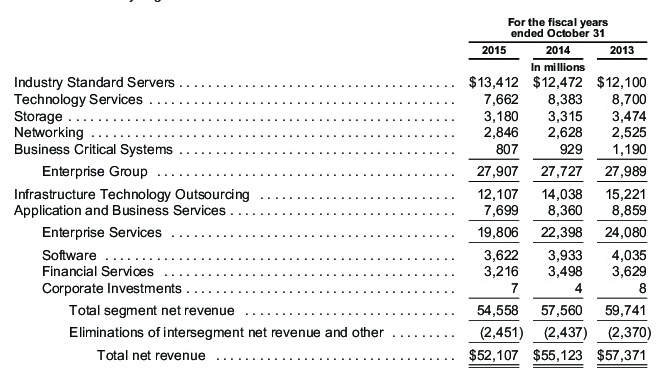 For the fiscal years
ended October 31
2015 2014 2013
In millions
Industry Standard Servers . . . . . . . . . . . . . . . . . . . . . . . . . . . . . . . . . . . . . . . $13,412 $12,472 $12,100
Technology Services . . . . . . . . . . . . . . . . . . . . . . . . . . . . . . . . . . . . . . . . . . 7,662 8,383 8,700
Storage . . . . . . . . . . . . . . . . . . . . . . . . . . . . . . . . . . . . . . . . . . . . . . . . . . . . . 3,180 3,315 3,474
Networking . . . . . . . . . . . . . . . . . . . . . . . . . . . . . . . . . . . . . . . . . . . . . . . . . . 2,846 2,628 2,525
Business Critical Systems . . . . . . . . . . . . . . . . . . . . . . . . . . . . . . . . . . . . . . . 807 929 1,190
Enterprise Group . . . . . . . . . . . . . . . . . . . . . . . . . . . . . . . . . . . . . . . . . . 27,907 27,727 27,989
Infrastructure Technology Outsourcing . . . . . . . . . . . . . . . . . . . . . . . . . . . 12,107 14,038 15,221
Application and Business Services . . . . . . . . . . . . . . . . . . . . . . . . . . . . . . . 7,699 8,360 8,859
Enterprise Services . . . . . . . . . . . . . . . . . . . . . . . . . . . . . . . . . . . . . . . . 19,806 22,398 24,080
Software . . . . . . . . . . . . . . . . . . . . . . . . . . . . . . . . . . . . . . . . . . . . . . . . . 3,622 3,933 4,035
Financial Services . . . . . . . . . . . . . . . . . . . . . . . . . . . . . . . . . . . . . . . . . 3,216 3,498 3,629
Corporate Investments . . . . . . . . . . . . . . . . . . . . . . . . . . . . . . . . . . . . . . 7 4 8
Total segment net revenue . . . . . . . . . . . . . . . . . . . . . . . . . . . . . . 54,558 57,560 59,741
Eliminations of intersegment net revenue and other . . . . . . . . . (2,451) (2,437) (2,370)
Total net revenue . . . . . . . . . . . . . . . . . . . . . . . . . . . . . . . . . . $52,107 $55,123 $57,371